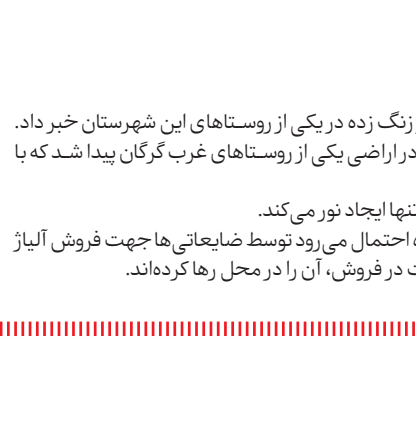 زنگ زده در یکی از روستاهای این شهرستان خبر داد.
در اراضی یکی از روستاهای غرب گرگان پیدا شد که با
تنها ایجاد نور می‌کند.
احتمال می‌رود توسط ضایعاتی‌ها جهت فروش آلیاژ
در فروش، آن را در محل رها کرده‌اند.